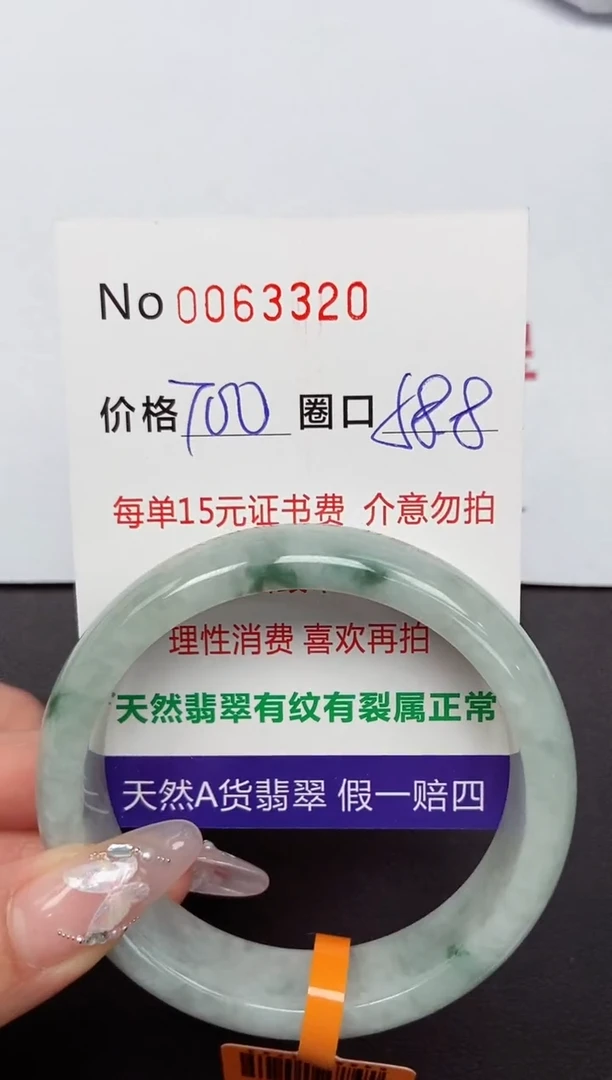 No 0063320
价格 700 圈口 588
每单15元证书费 介意勿拍
理性消费 喜欢再拍
天然翡翠有纹有裂属正常
天然A货翡翠 假一赔四